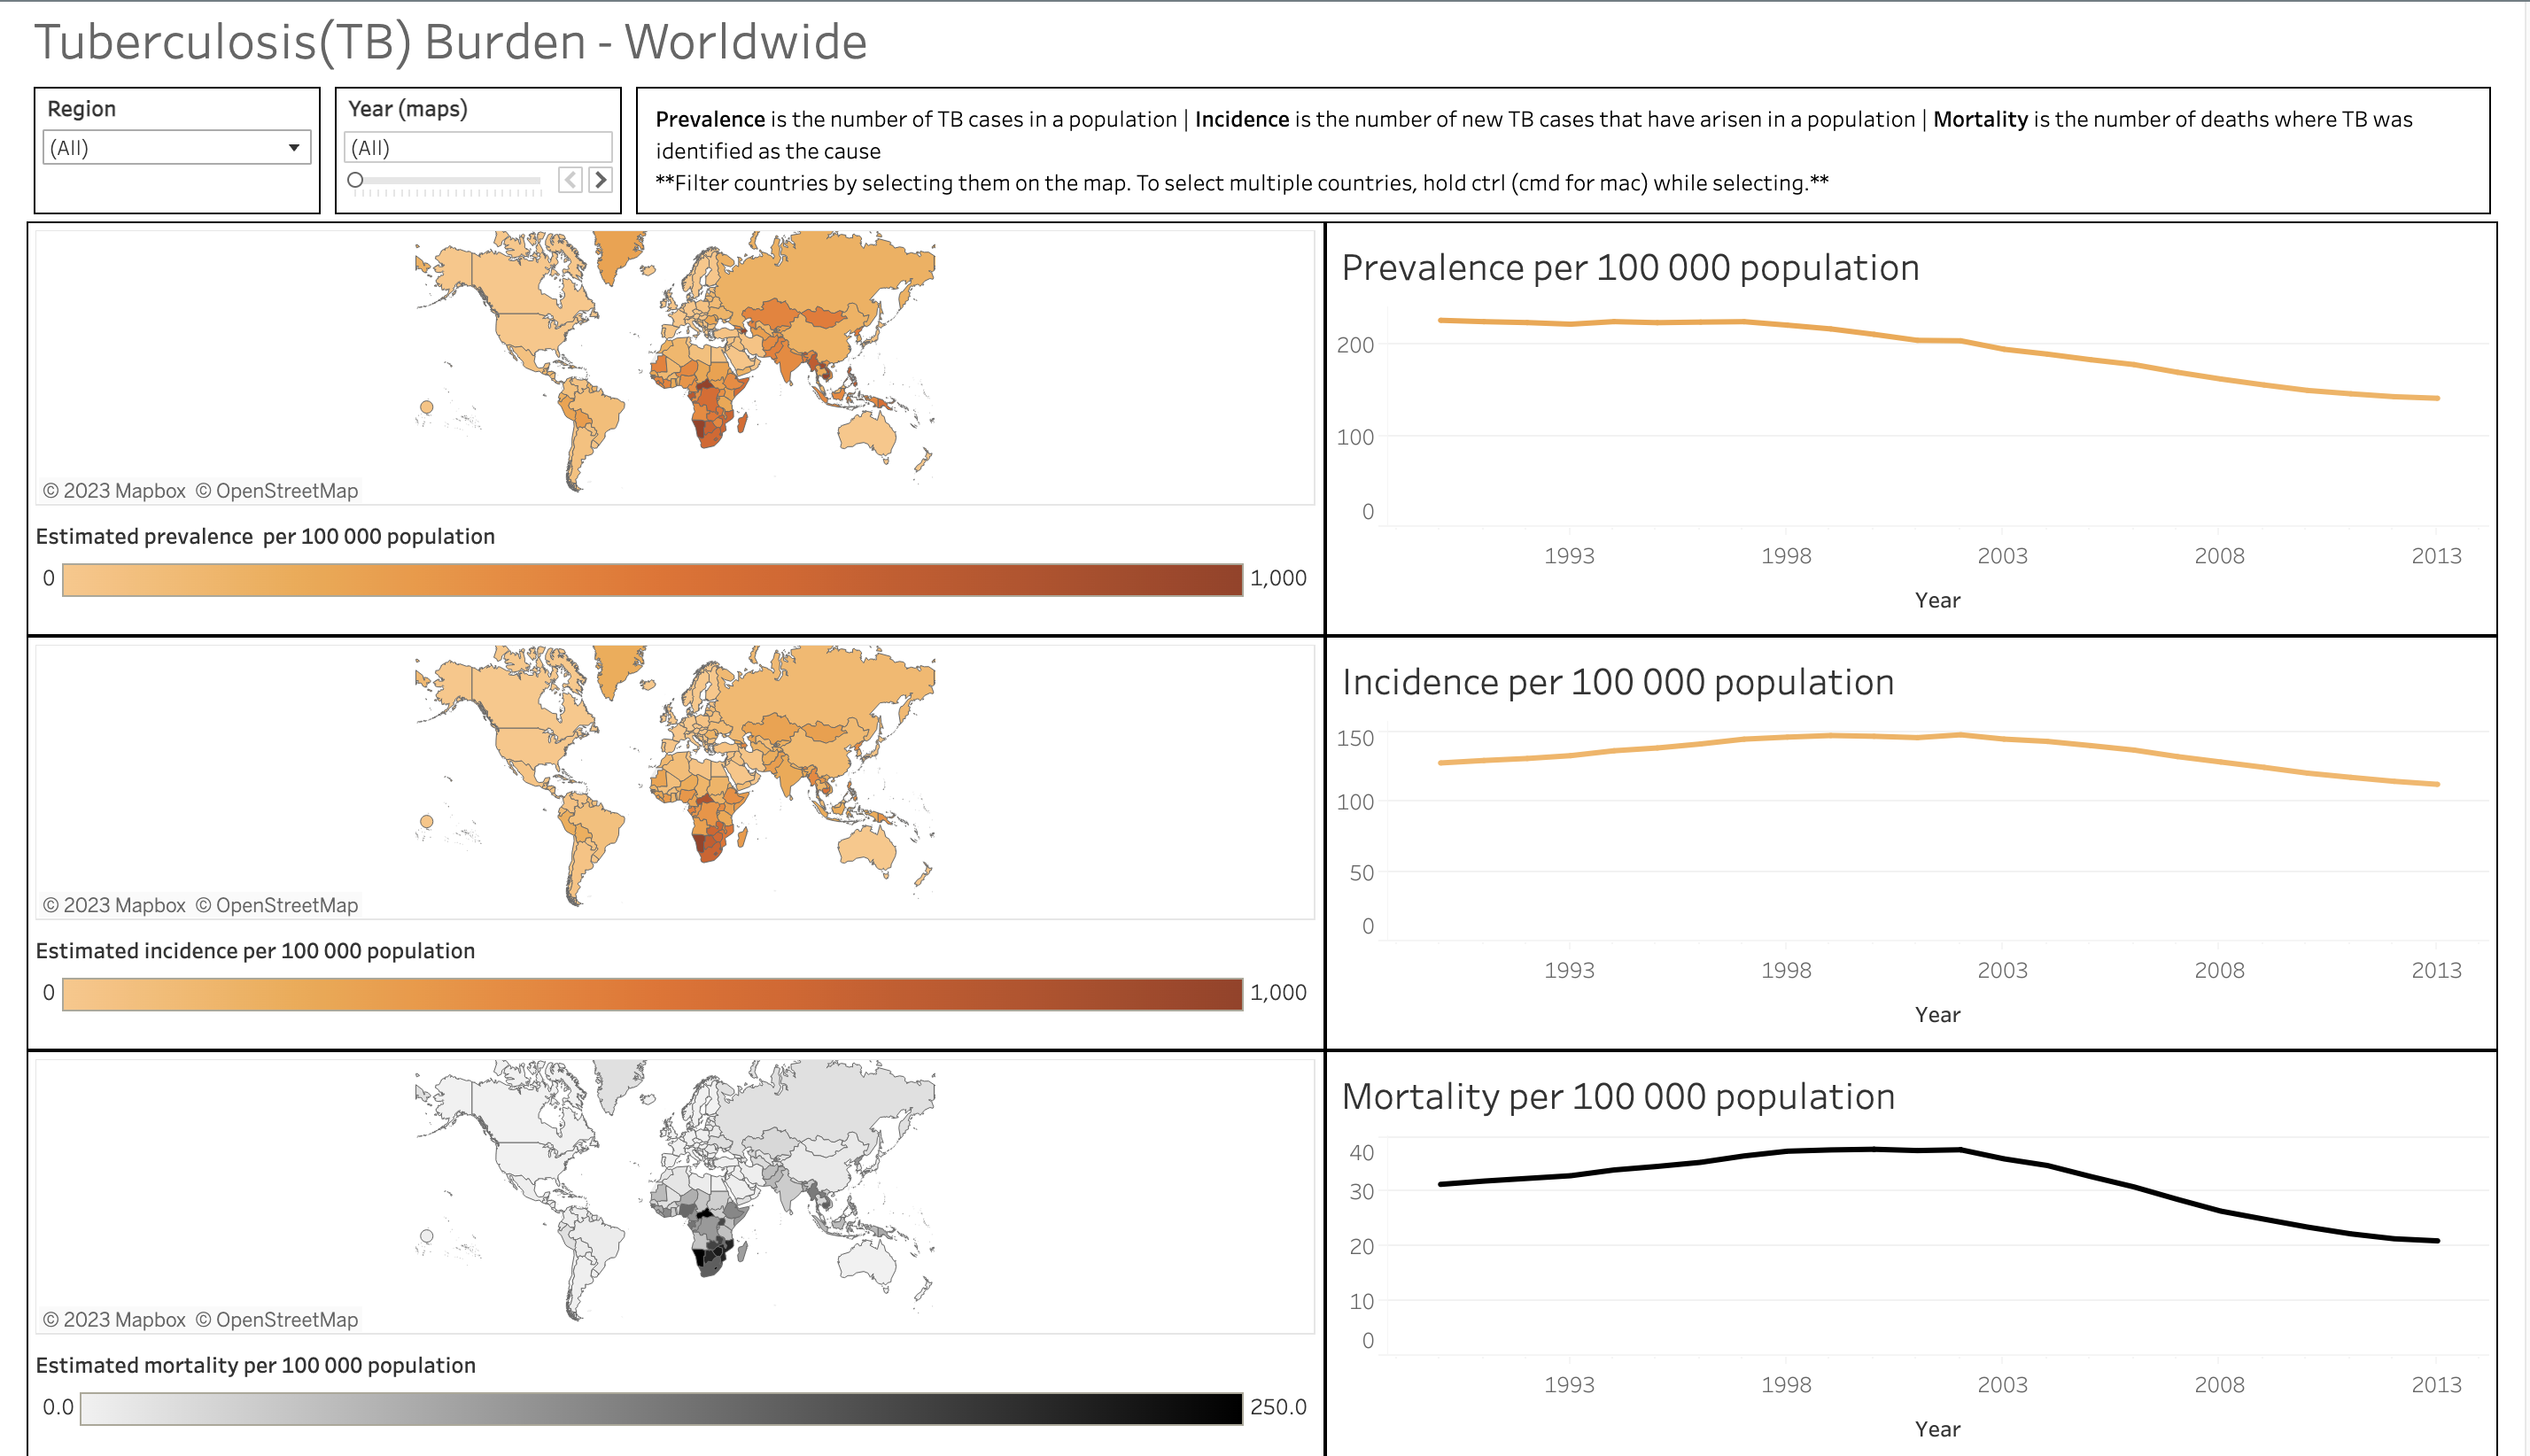 Tuberculosis(TB) Burden - Worldwide
Region
(All)
Year (maps)
(All)
Prevalence is the number of TB cases in a population | Incidence is the number of new TB cases that have arisen in a population | Mortality is the number of deaths where TB was
identified as the cause
**Filter countries by selecting them on the map. To select multiple countries, hold ctrl (cmd for mac) while selecting.**
© 2023 Mapbox © OpenStreetMap
Estimated prevalence  per 100 000 population
0 1,000
Prevalence per 100 000 population
200
100
0
1993 1998 2003 2008 2013
Year
© 2023 Mapbox © OpenStreetMap
Estimated incidence per 100 000 population
0 1,000
Incidence per 100 000 population
150
100
50
0
1993 1998 2003 2008 2013
Year
© 2023 Mapbox © OpenStreetMap
Estimated mortality per 100 000 population
0.0 250.0
Mortality per 100 000 population
40
30
20
10
0
1993 1998 2003 2008 2013
Year